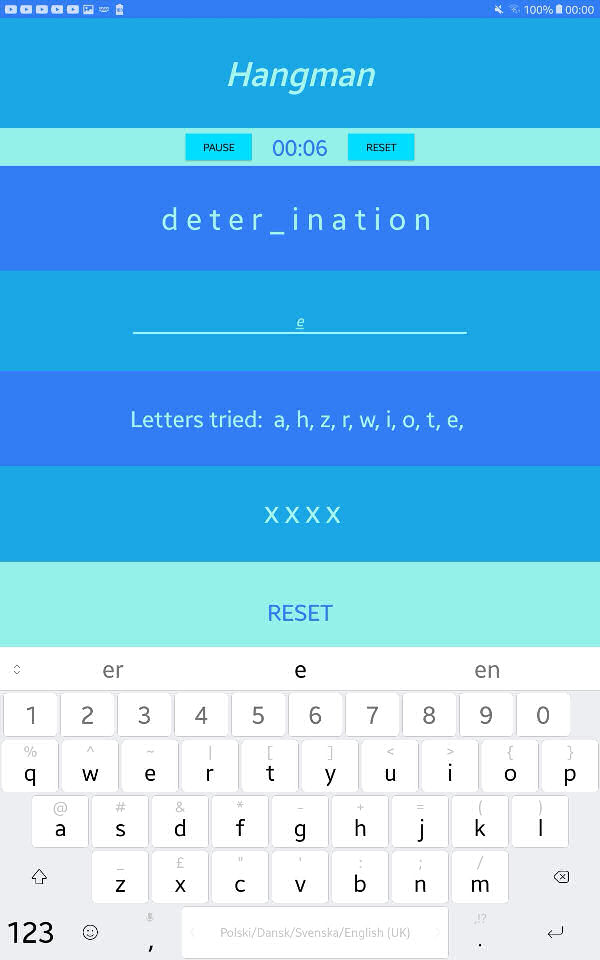 100% 00:00
Hangman
PAUSE 00:06 RESET
d e t e r _ i n a t i o n
e
Letters tried: a, h, z, r, w, i, o, t, e,
x x x x
RESET
er e en
1 2 3 4 5 6 7 8 9 0
% ^ ~ | [ ] < > { }
q w e r t y u i o p
@ # & * - + = ( )
a s d f g h j k l
_ £ " ' : ; /
z x c v b n m
123 , Polski/Dansk/Svenska/English (UK) ,!? .